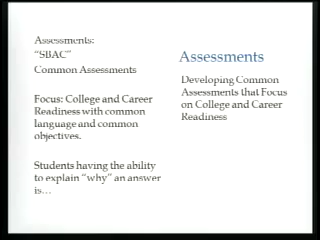 Assessments:
"SBAC"
Common Assessments
Focus: College and Career
Readiness with common
language and common
objectives.
Students having the ability
to explain "why" an answer
is…
Assessments
Developing Common
Assessments that Focus
on College and Career
Readiness